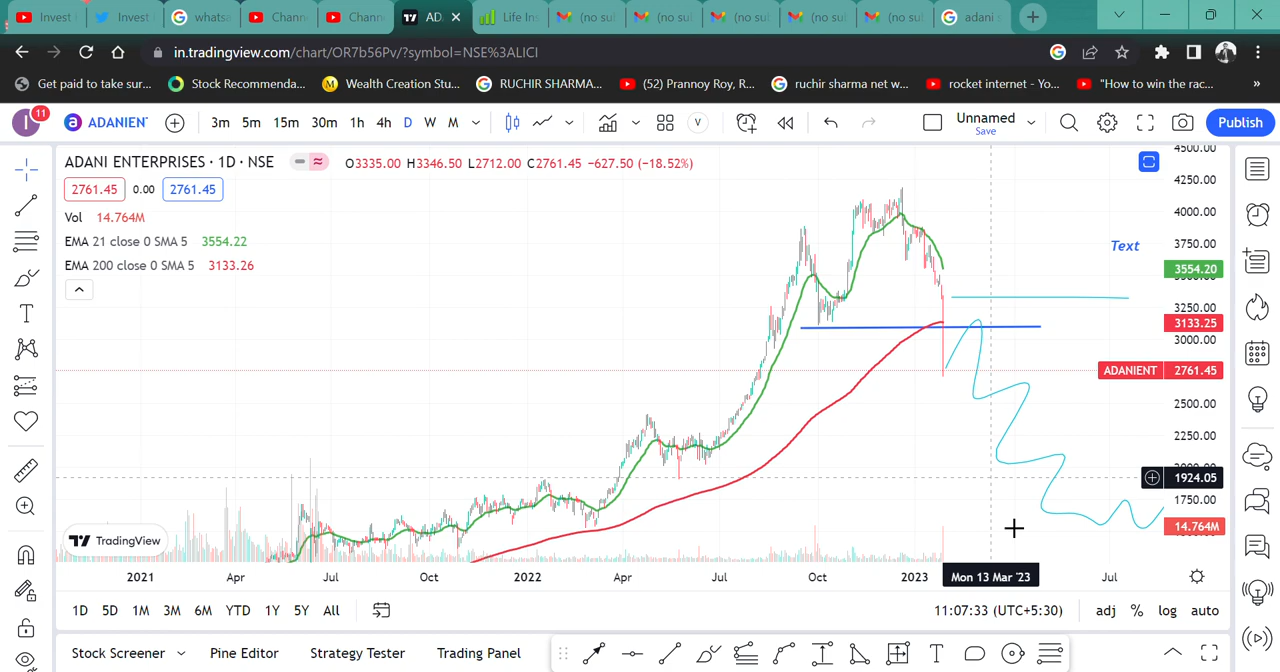 Invest
Invest
whatsa
Chann
Chann
AD
Life Ins
(no sul
(no sul
(no sul
(no sul
(no sul
adani s
in.tradingview.com/chart/OR7b56Pv/?symbol=NSE%3ALICI
Get paid to take sur...
Stock Recommenda...
Wealth Creation Stu...
RUCHIR SHARMA...
(52) Prannoy Roy, R...
ruchir sharma net w...
rocket internet - Yo...
"How to win the rac...
»
I
11
a
ADANIENT
3m 5m 15m 30m 1h 4h D W M
V
Unnamed
Save
Publish
ADANI ENTERPRISES · 1D · NSE
O3335.00 H3346.50 L2712.00 C2761.45 −627.50 (−18.52%)
2761.45 0.00 2761.45
Vol 14.764M
EMA 21 close 0 SMA 5 3554.22
EMA 200 close 0 SMA 5 3133.26
Text
4500.00
4250.00
4000.00
3750.00
3554.20
3250.00
3133.25
3000.00
ADANIENT 2761.45
2500.00
2250.00
1924.05
1750.00
14.764M
TradingView
2021 Apr Jul Oct 2022 Apr Jul Oct 2023 Mon 13 Mar '23 Jul
1D 5D 1M 3M 6M YTD 1Y 5Y All
11:07:33 (UTC+5:30)
adj % log auto
Stock Screener
Pine Editor
Strategy Tester
Trading Panel